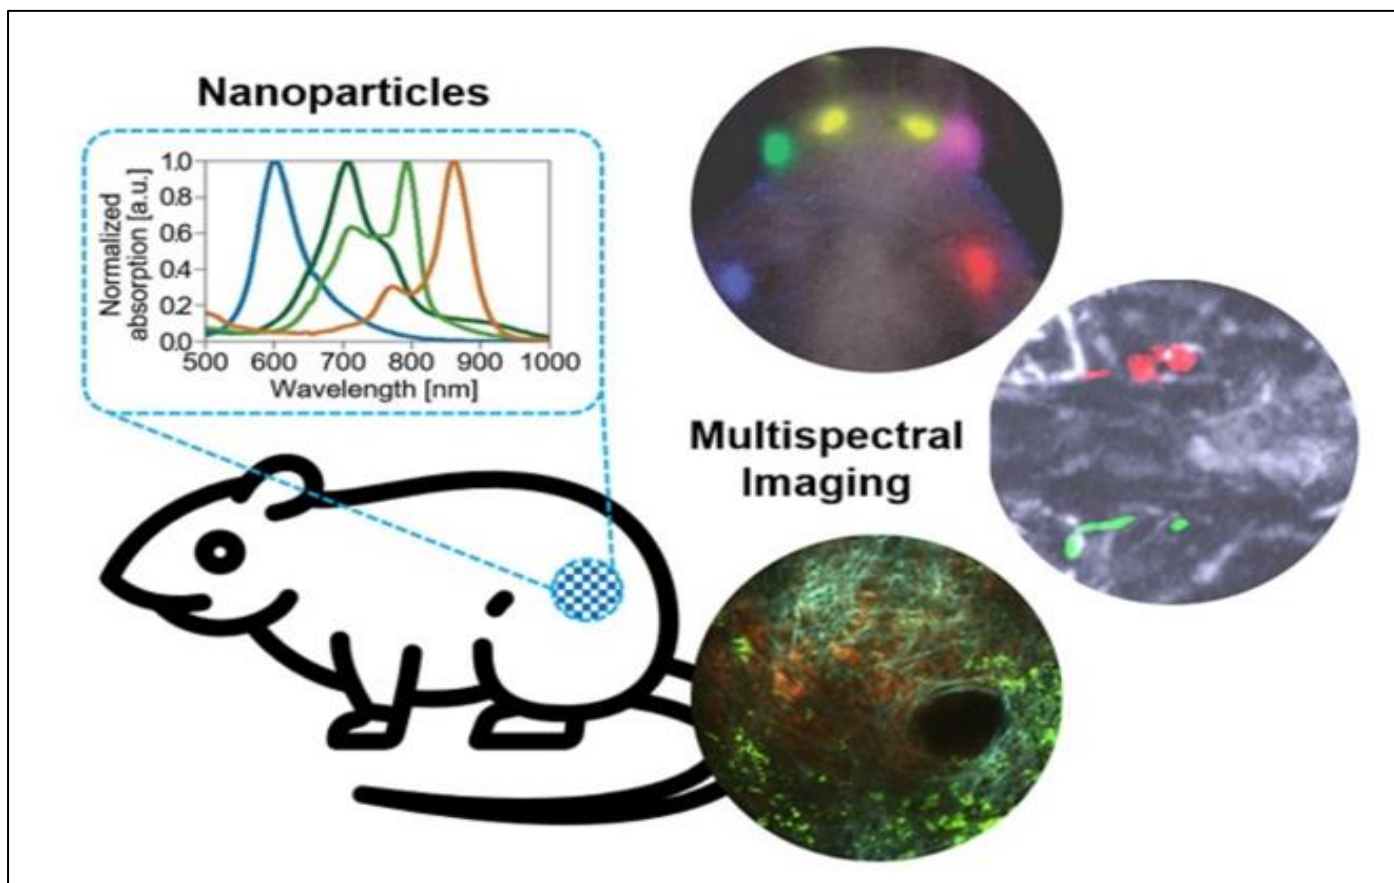 Nanoparticles
Normalized
absorption [a.u.]
1.0
0.8
0.6
0.4
0.2
0.0
500 600 700 800 900 1000
Wavelength [nm]
Multispectral
Imaging